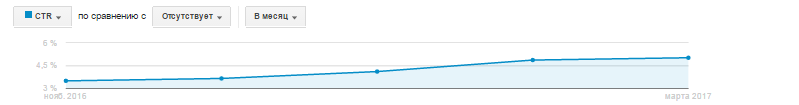 CTR по сравнению с Отсутствует В месяц
6 %
4,5 %
3 %
нояб. 2016 марта 2017